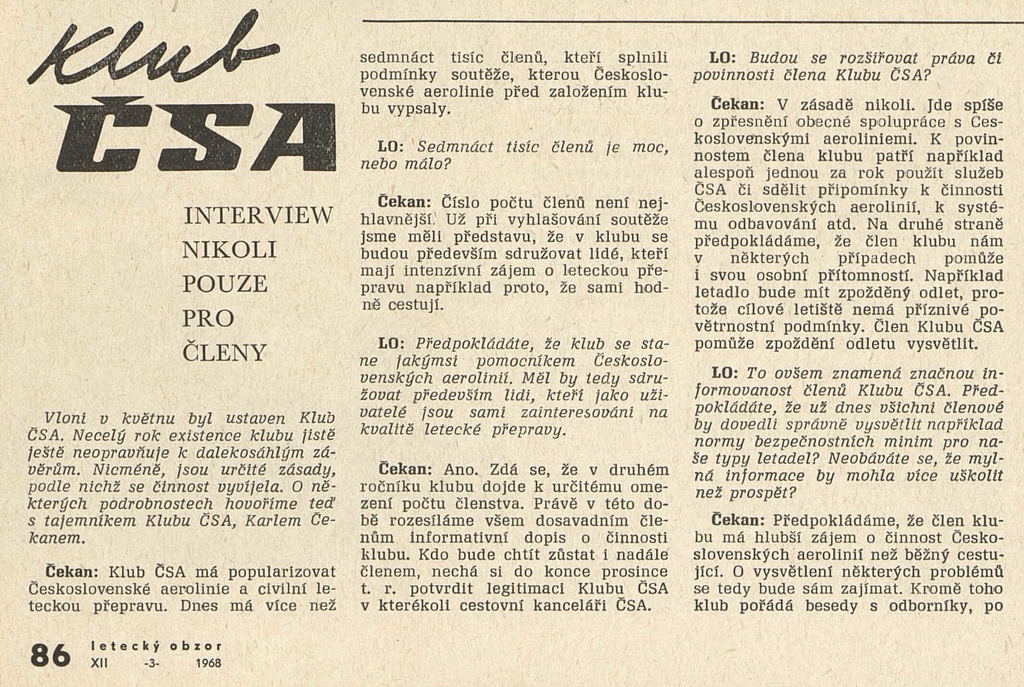 Klub
ČSA
INTERVIEW
NIKOLI
POUZE
PRO
ČLENY
Vloni v květnu byl ustaven Klub
ČSA. Necelý rok existence klubu jistě
ještě neopravňuje k dalekosáhlým zá-
věrům. Nicméně, jsou určité zásady,
podle nichž se činnost vyvíjela. O ně-
kterých podrobnostech hovoříme teď
s tajemníkem Klubu ČSA, Karlem Če-
kanem.
Čekan: Klub ČSA má popularizovat
Československé aerolinie a civilní le-
teckou přepravu. Dnes má více než
sedmnáct tisíc členů, kteří splnili
podmínky soutěže, kterou Českoslo-
venské aerolinie před založením klu-
bu vypsaly.
LO: Sedmnáct tisíc členů je moc,
nebo málo?
Čekan: Číslo počtu členů není nej-
hlavnější. Už při vyhlašování soutěže
jsme měli představu, že v klubu se
budou především sdružovat lidé, kteří
mají intenzívní zájem o leteckou pře-
pravu například proto, že sami hod-
ně cestují.
LO: Předpokládáte, že klub se sta-
ne jakýmsi pomocníkem Českoslo-
venských aerolinií. Měl by tedy sdru-
žovat především lidi, kteří jako uži-
vatelé jsou sami zainteresováni na
kvalitě letecké přepravy.
Čekan: Ano. Zdá se, že v druhém
ročníku klubu dojde k určitému ome-
zení počtu členstva. Právě v této do-
bě rozesíláme všem dosavadním čle-
nům informativní dopis o činnosti
klubu. Kdo bude chtít zůstat i nadále
členem, nechá si do konce prosince
t. r. potvrdit legitimaci Klubu ČSA
v kterékoli cestovní kanceláři ČSA.
LO: Budou se rozšiřovat práva či
povinnosti člena Klubu ČSA?
Čekan: V zásadě nikoli. Jde spíše
o zpřesnění obecné spolupráce s Čes-
koslovenskými aeroliniemi. K povin-
nostem člena klubu patří například
alespoň jednou za rok použít služeb
ČSA či sdělit připomínky k činnosti
Československých aerolinií, k systé-
mu odbavování atd. Na druhé straně
předpokládáme, že člen klubu nám
v některých případech pomůže
i svou osobní přítomností. Například
letadlo bude mít zpožděný odlet, pro-
tože cílové letiště nemá příznivé po-
větrnostní podmínky. Člen Klubu ČSA
pomůže zpoždění odletu vysvětlit.
LO: To ovšem znamená značnou in-
formovanost členů Klubu ČSA. Před-
pokládáte, že už dnes všichni členové
by dovedli správně vysvětlit například
normy bezpečnostních minim pro na-
še typy letadel? Neobáváte se, že myl-
ná informace by mohla více uškolit
než prospět?
Čekan: Předpokládáme, že člen klu-
bu má hlubší zájem o činnost Česko-
slovenských aerolinií než běžný cestu-
jící. O vysvětlení některých problémů
se tedy bude sám zajímat. Kromě toho
klub pořádá besedy s odborníky, po
86 letecký obzor
XII -3- 1968